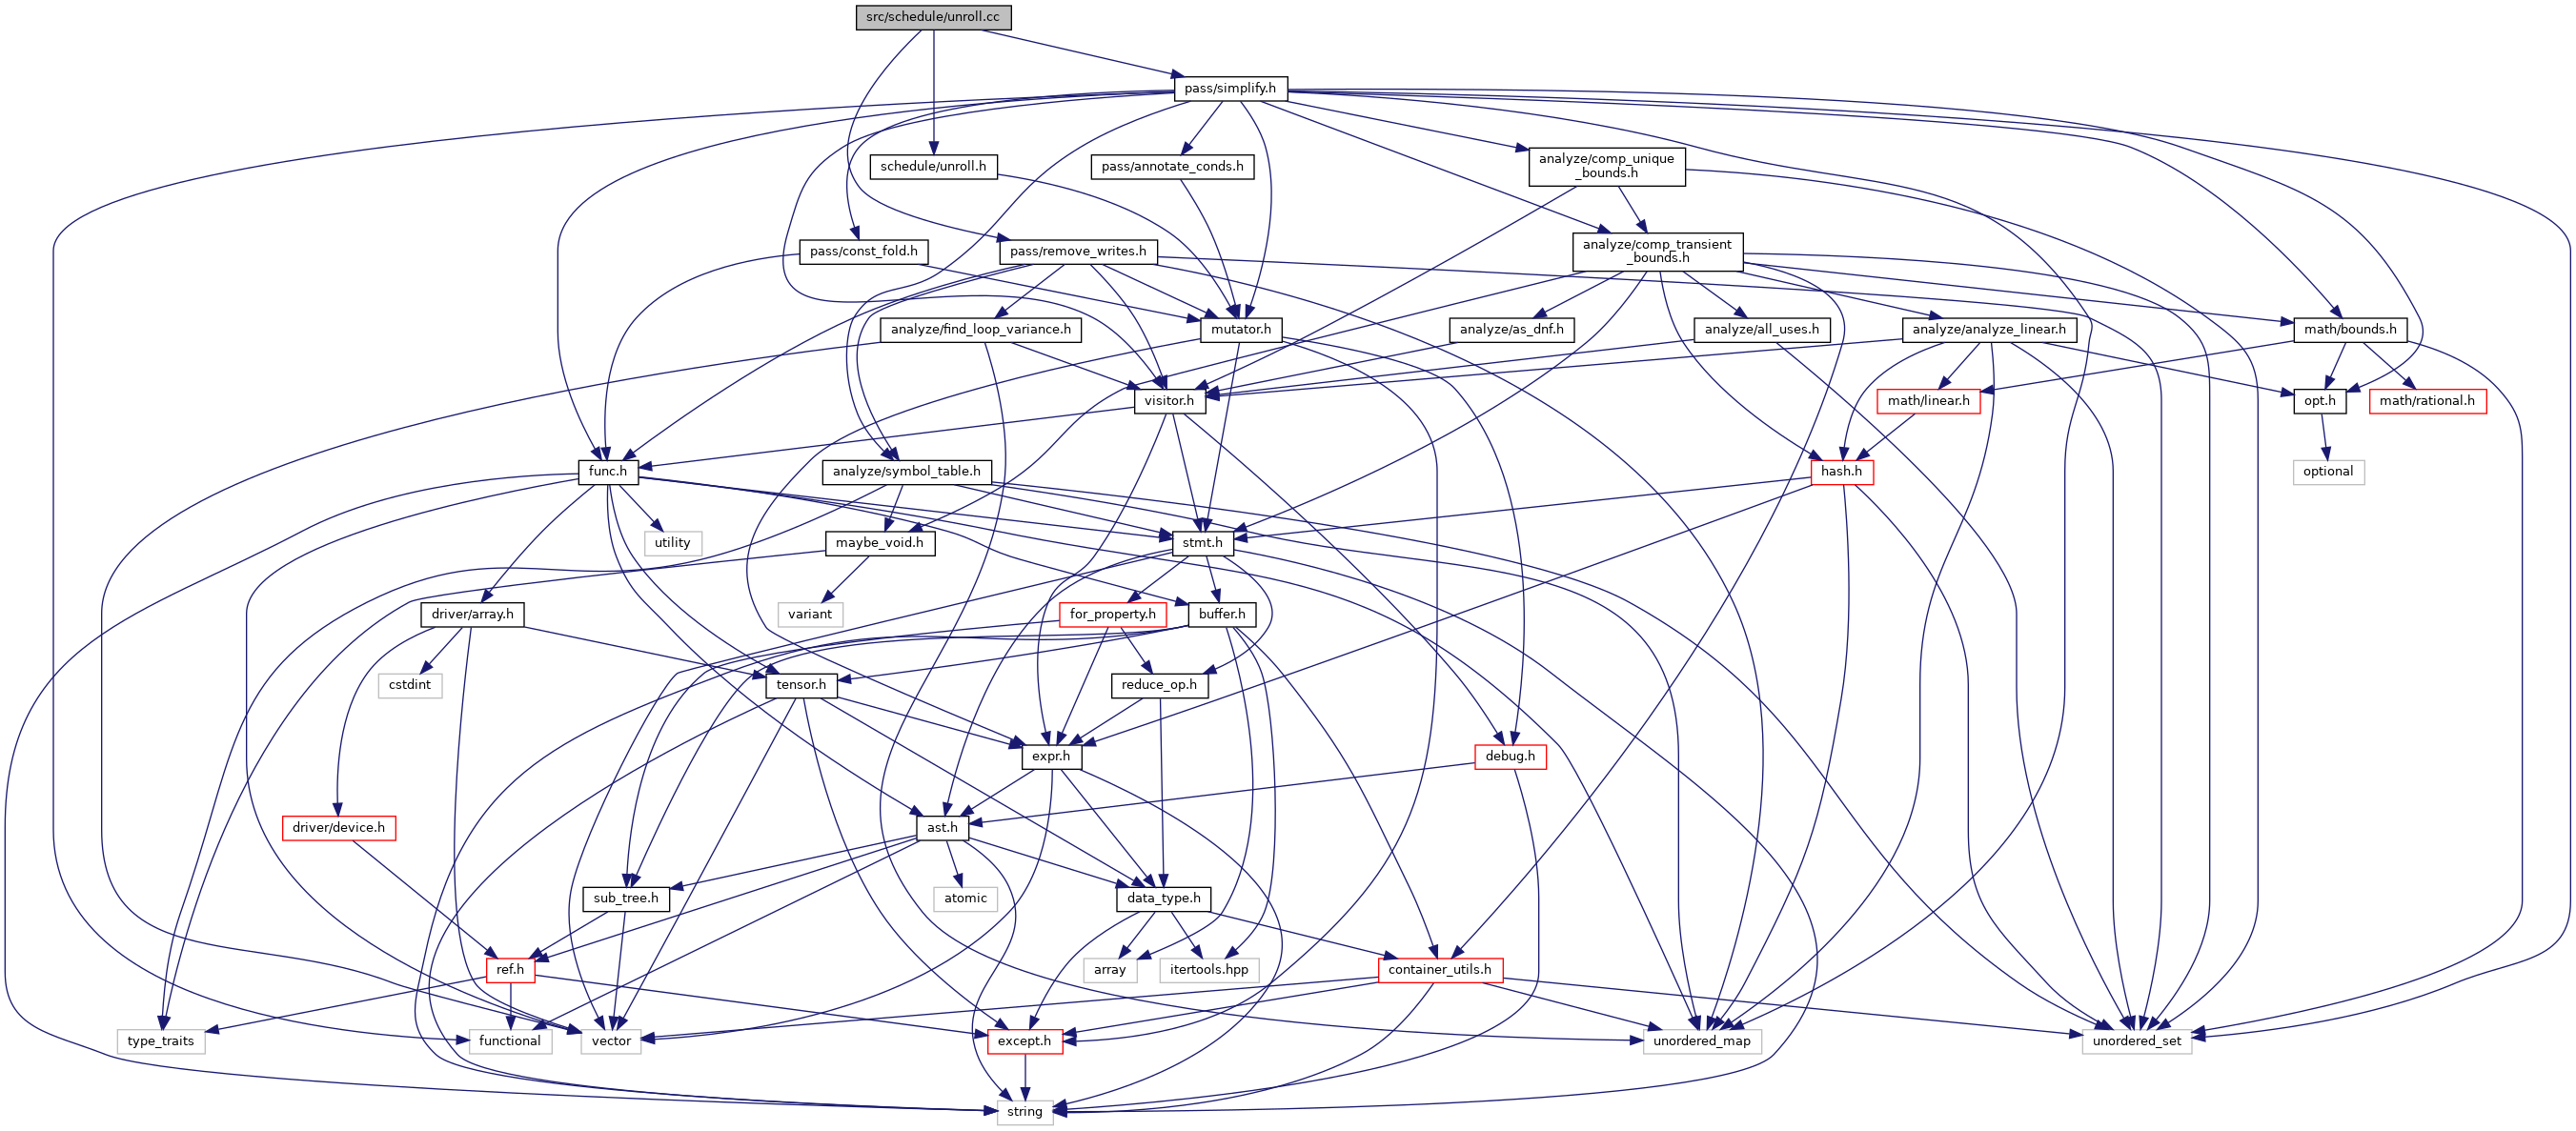 src/schedule/unroll.cc
pass/simplify.h
schedule/unroll.h
pass/annotate_conds.h
analyze/comp_unique
_bounds.h
pass/const_fold.h
pass/remove_writes.h
analyze/comp_transient
_bounds.h
analyze/find_loop_variance.h
mutator.h
analyze/as_dnf.h
analyze/all_uses.h
analyze/analyze_linear.h
math/bounds.h
visitor.h
math/linear.h
opt.h
math/rational.h
func.h
analyze/symbol_table.h
hash.h
optional
utility
maybe_void.h
stmt.h
driver/array.h
variant
for_property.h
buffer.h
cstdint
tensor.h
reduce_op.h
expr.h
debug.h
driver/device.h
ast.h
sub_tree.h
atomic
data_type.h
ref.h
array
itertools.hpp
container_utils.h
type_traits
functional
vector
except.h
unordered_map
unordered_set
string